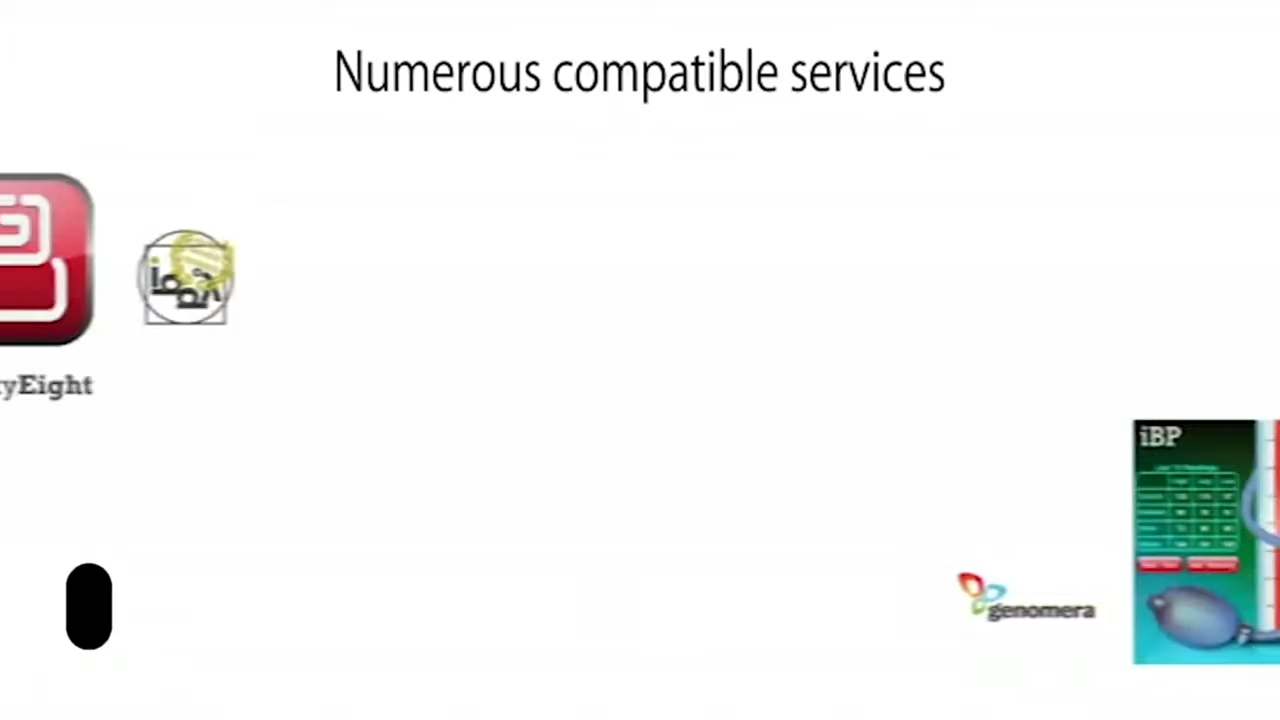 Numerous compatible services
yEight
iBP
genomera